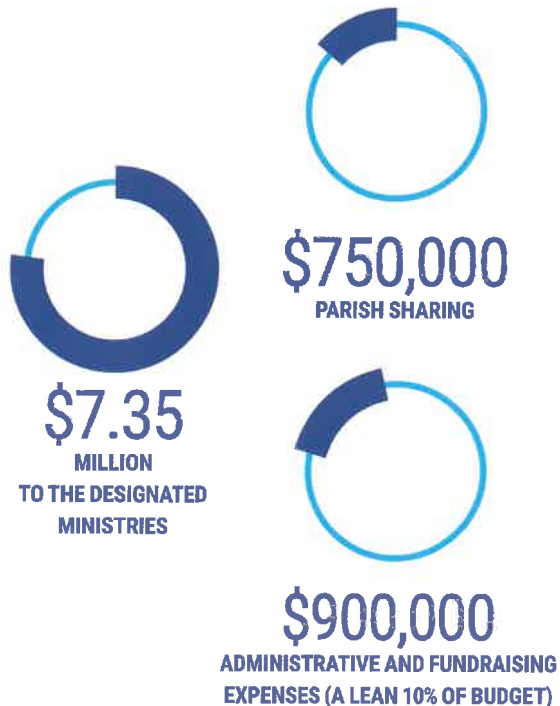 $750,000
PARISH SHARING
$7.35
MILLION
TO THE DESIGNATED
MINISTRIES
$900,000
ADMINISTRATIVE AND FUNDRAISING
EXPENSES (A LEAN 10% OF BUDGET)